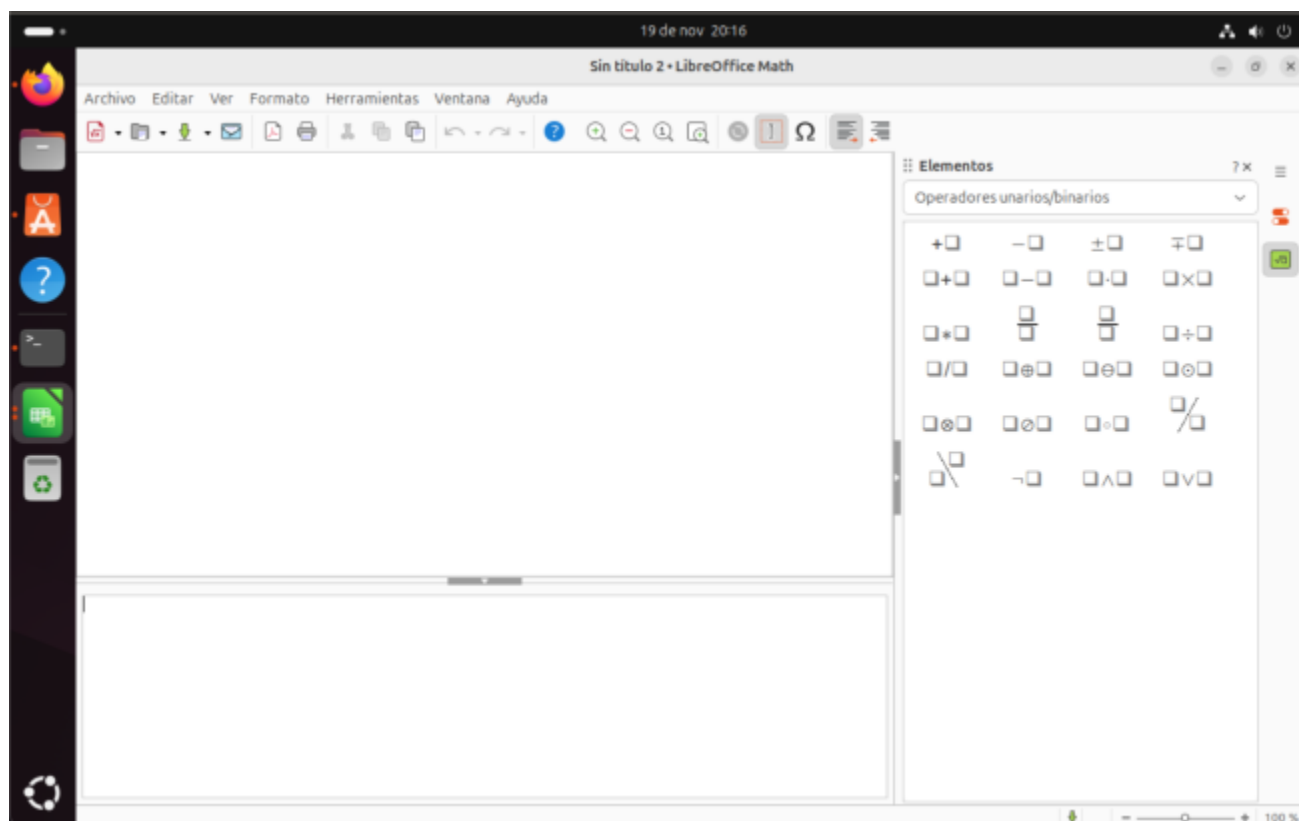 19 de nov 20:16
Sin título 2 • LibreOffice Math
Archivo Editar Ver Formato Herramientas Ventana Ayuda
Elementos
Operadores unarios/binarios
+❑ −❑ ±❑ ∓❑
❑+❑ ❑−❑ ❑·❑ ❑×❑
❑∗❑ ❑/❑ ❑/❑ ❑÷❑
❑/❑ ❑⊕❑ ❑⊖❑ ❑⊙❑
❑⊗❑ ❑⊘❑ ❑◦❑ ❑╱❑
❑╲❑ ¬❑ ❑∧❑ ❑∨❑
100 %